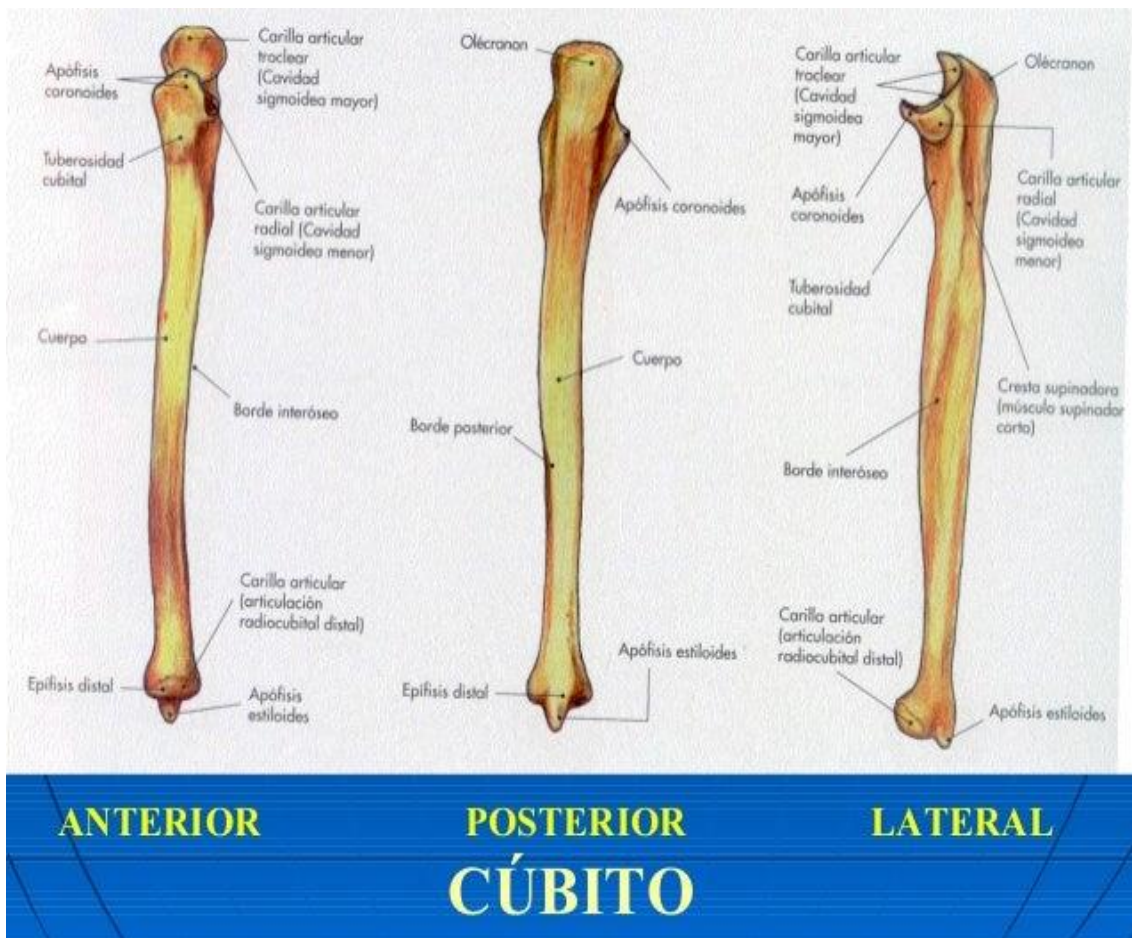 Carilla articular
troclear
(Cavidad
sigmoidea mayor)
Apófisis
coronoides
Tuberosidad
cubital
Carilla articular
radial (Cavidad
sigmoidea menor)
Cuerpo
Borde interóseo
Carilla articular
(articulación
radiocubital distal)
Epífisis distal
Apófisis
estiloides
Olécranon
Apófisis coronoides
Cuerpo
Borde posterior
Apófisis estiloides
Epífisis distal
Carilla articular
troclear
(Cavidad
sigmoidea
mayor)
Olécranon
Apófisis
coronoides
Carilla articular
radial
(Cavidad
sigmoidea
menor)
Tuberosidad
cubital
Cresta supinadora
(músculo supinador
corto)
Borde interóseo
Carilla articular
(articulación
radiocubital distal)
Apófisis estiloides
ANTERIOR
POSTERIOR
LATERAL
CÚBITO